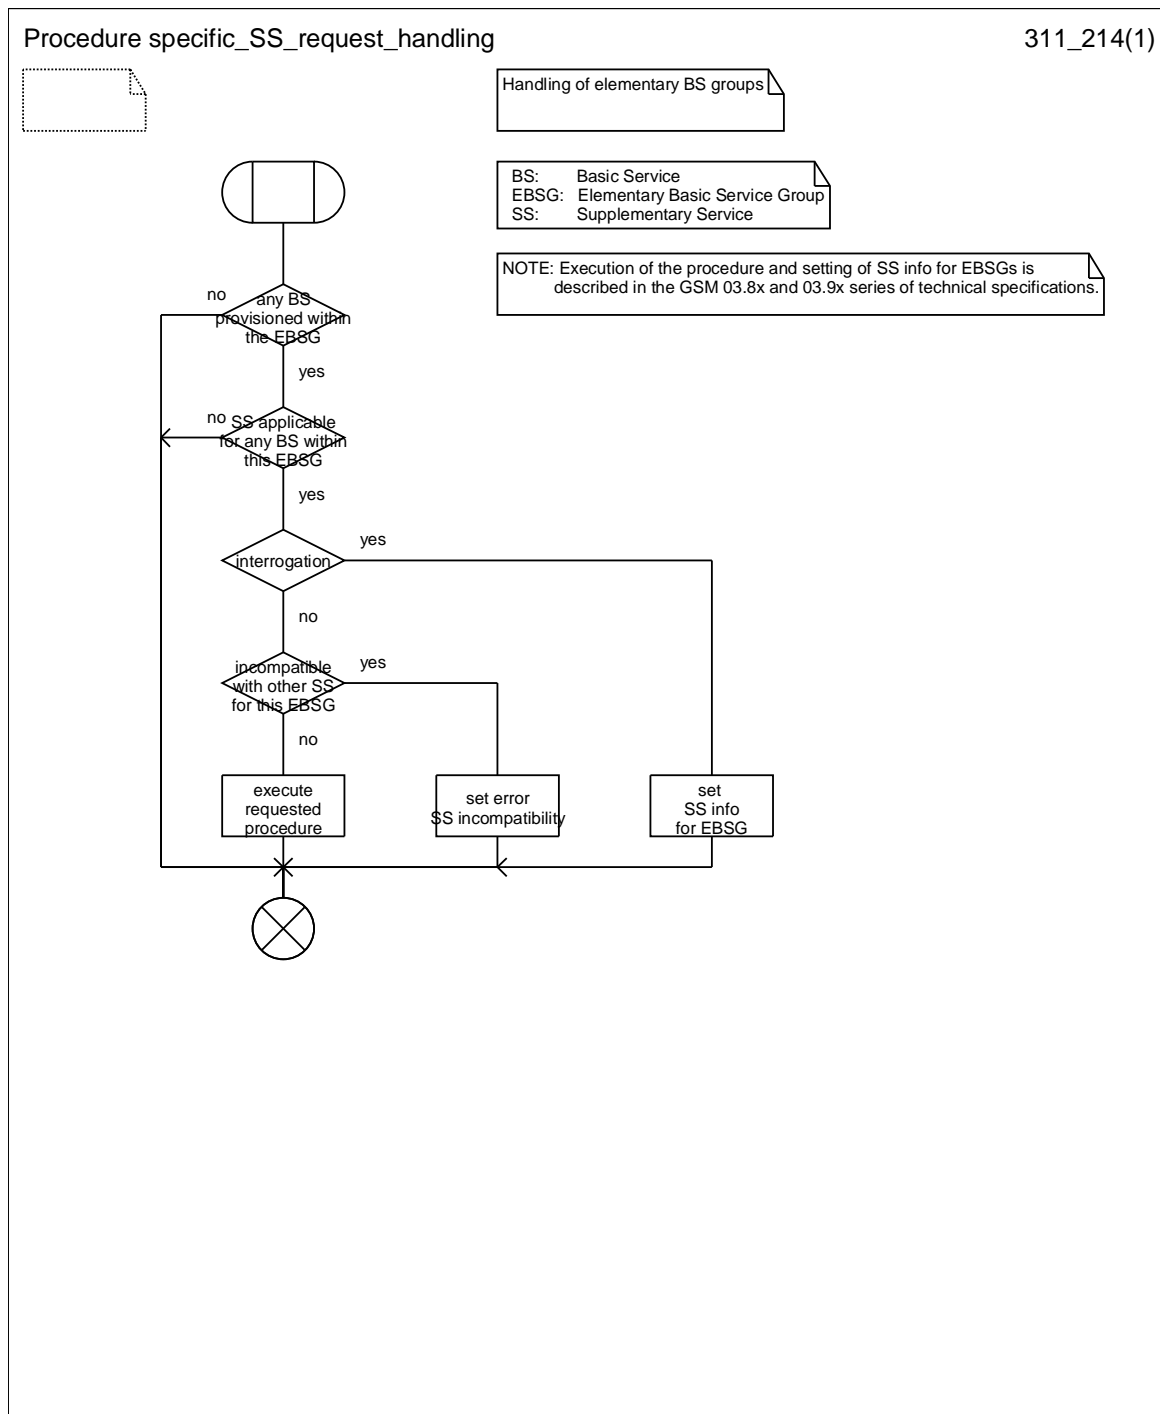 Procedure specific_SS_request_handling 311_214(1)
Handling of elementary BS groups
BS: Basic Service
EBSG: Elementary Basic Service Group
SS: Supplementary Service
NOTE: Execution of the procedure and setting of SS info for EBSGs is
described in the GSM 03.8x and 03.9x series of technical specifications.
no
any BS
provisioned within
the EBSG
yes
no
SS applicable
for any BS within
this EBSG
yes
interrogation
yes
no
incompatible
with other SS
for this EBSG
yes
no
execute
requested
procedure
set error
SS incompatibility
set
SS info
for EBSG